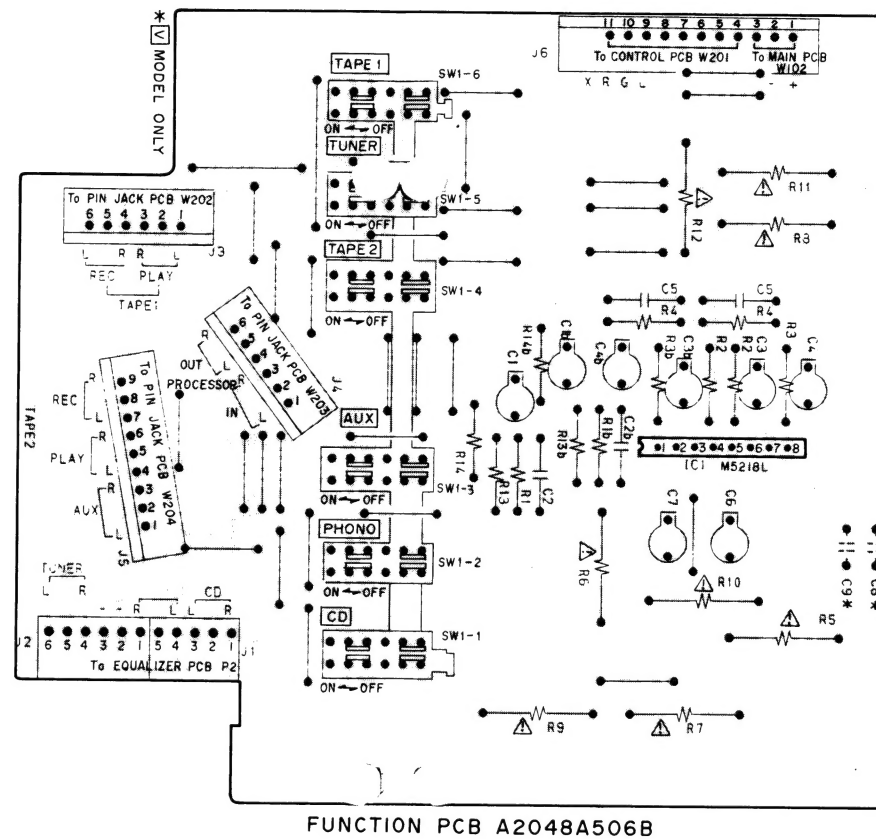 * V MODEL ONLY
TAPE 1
SW1-6
ON OFF
TUNER
SW1-5
ON OFF
TAPE 2
SW1-4
ON OFF
AUX
SW1-3
ON OFF
PHONO
SW1-2
ON OFF
CD
SW1-1
ON OFF
11 10 9 8 7 6 5 4 3 2 1
J6
To CONTROL PCB W201
To MAIN PCB W102
X R G L
- +
To PIN JACK PCB W202
6 5 4 3 2 1
J3
L R R L
REC PLAY
TAPE1
To PIN JACK PCB W203
6 5 4 3 2 1
J4
R L
OUT
PROCESSOR
R L
IN
To PIN JACK PCB W204
9 8 7 6 5 4 3 2 1
J5
TAPE2
R L
REC
R L
PLAY
R L
AUX
TUNER
L R
R L
CD
L R
J2
6 5 4 3 2 1 5 4 3 2 1
J1
To EQUALIZER PCB P2
R12
R11
R8
C5
R4
C5
R4
R14b
C1b
C1
C4b
R3b
C3b
R2
R2
C3
R3
C4
R14
R13
R1
C2
R13b
R1b
C2b
1 2 3 4 5 6 7 8
IC1 M5218L
C7
C6
R6
R10
R5
C9*
C8*
R9
R7
FUNCTION PCB A2048A506B